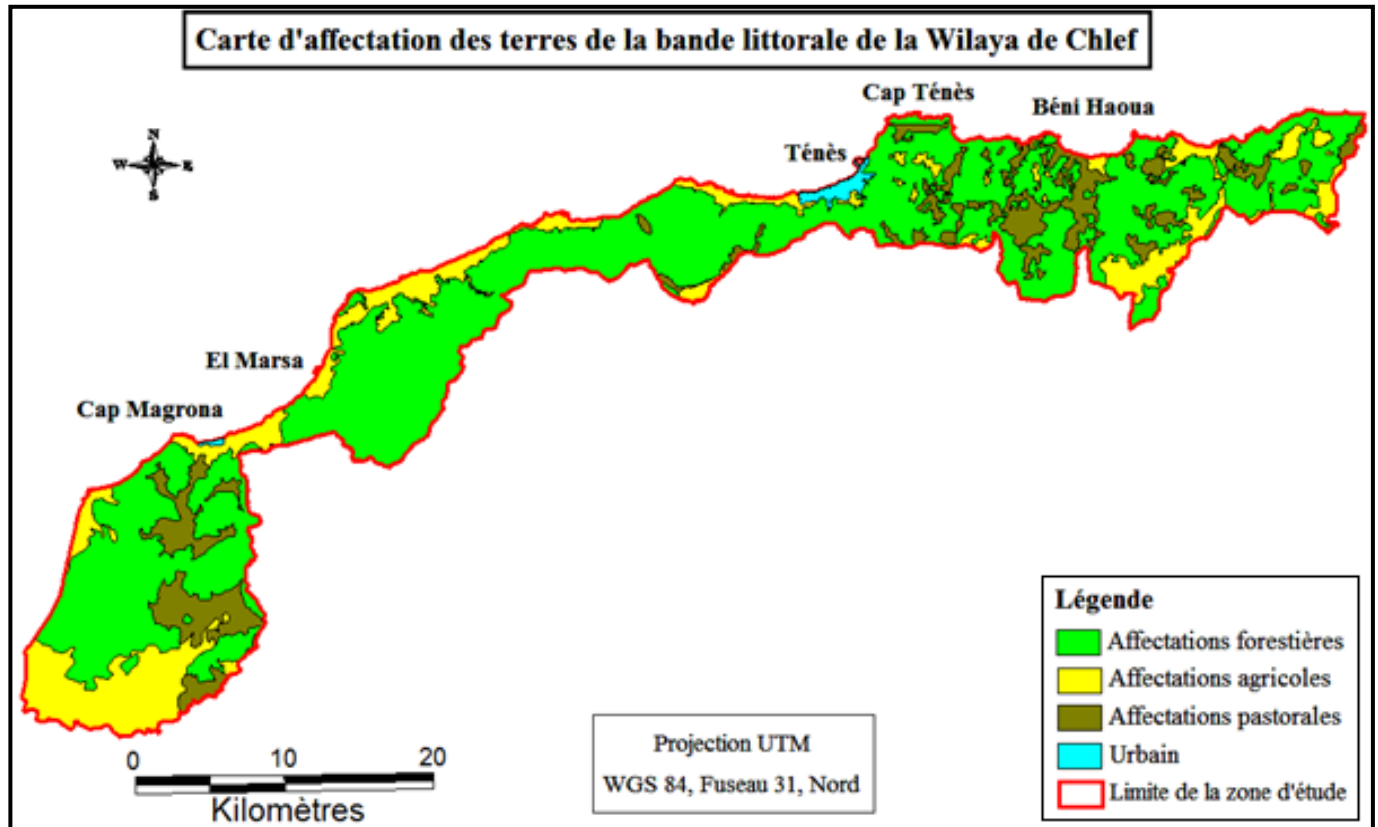 Carte d'affectation des terres de la bande littorale de la Wilaya de Chlef
Cap Ténès
Béni Haoua
N
W E
S
Ténès
El Marsa
Cap Magrona
Légende
Affectations forestières
Affectations agricoles
Affectations pastorales
Urbain
Limite de la zone d'étude
Projection UTM
WGS 84, Fuseau 31, Nord
0 10 20
Kilomètres